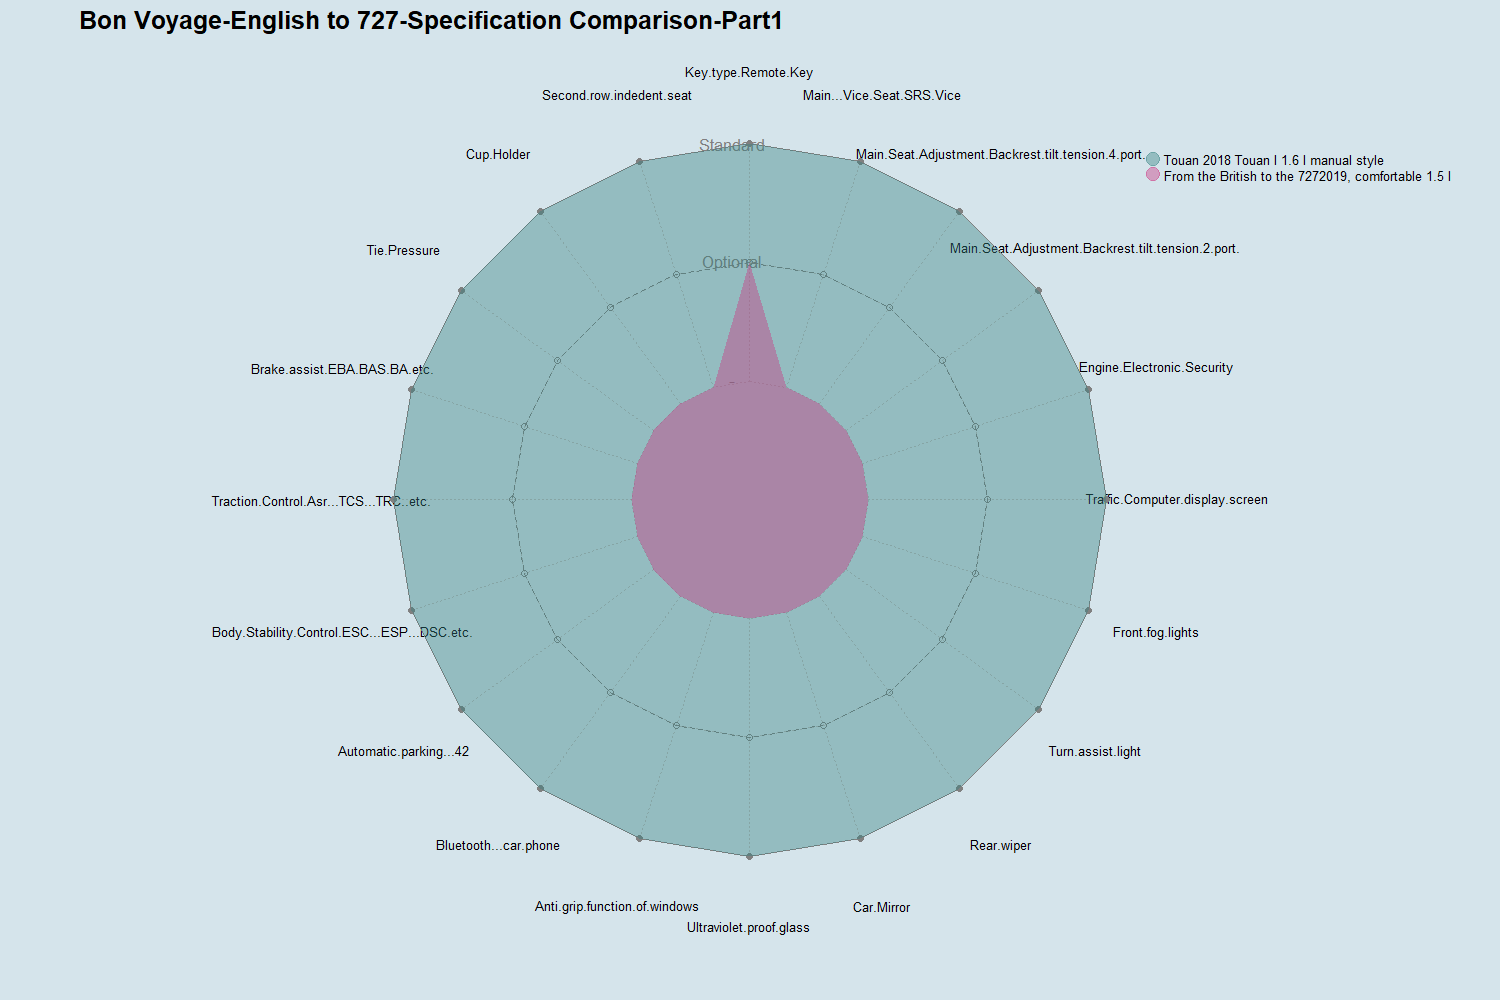 Bon Voyage-English to 727-Specification Comparison-Part1
Key.type.Remote.Key
Second.row.indedent.seat
Main...Vice.Seat.SRS.Vice
Standard
Cup.Holder
Main.Seat.Adjustment.Backrest.tilt.tension.4.port.
Touan 2018 Touan l 1.6 l manual style
From the British to the 7272019, comfortable 1.5 l
Tie.Pressure
Main.Seat.Adjustment.Backrest.tilt.tension.2.port.
Optional
Brake.assist.EBA.BAS.BA.etc.
Engine.Electronic.Security
-
Traction.Control.Asr...TCS...TRC..etc.
Traffic.Computer.display.screen
Body.Stability.Control.ESC...ESP...DSC.etc.
Front.fog.lights
Automatic.parking...42
Turn.assist.light
Bluetooth...car.phone
Rear.wiper
Anti.grip.function.of.windows
Car.Mirror
Ultraviolet.proof.glass